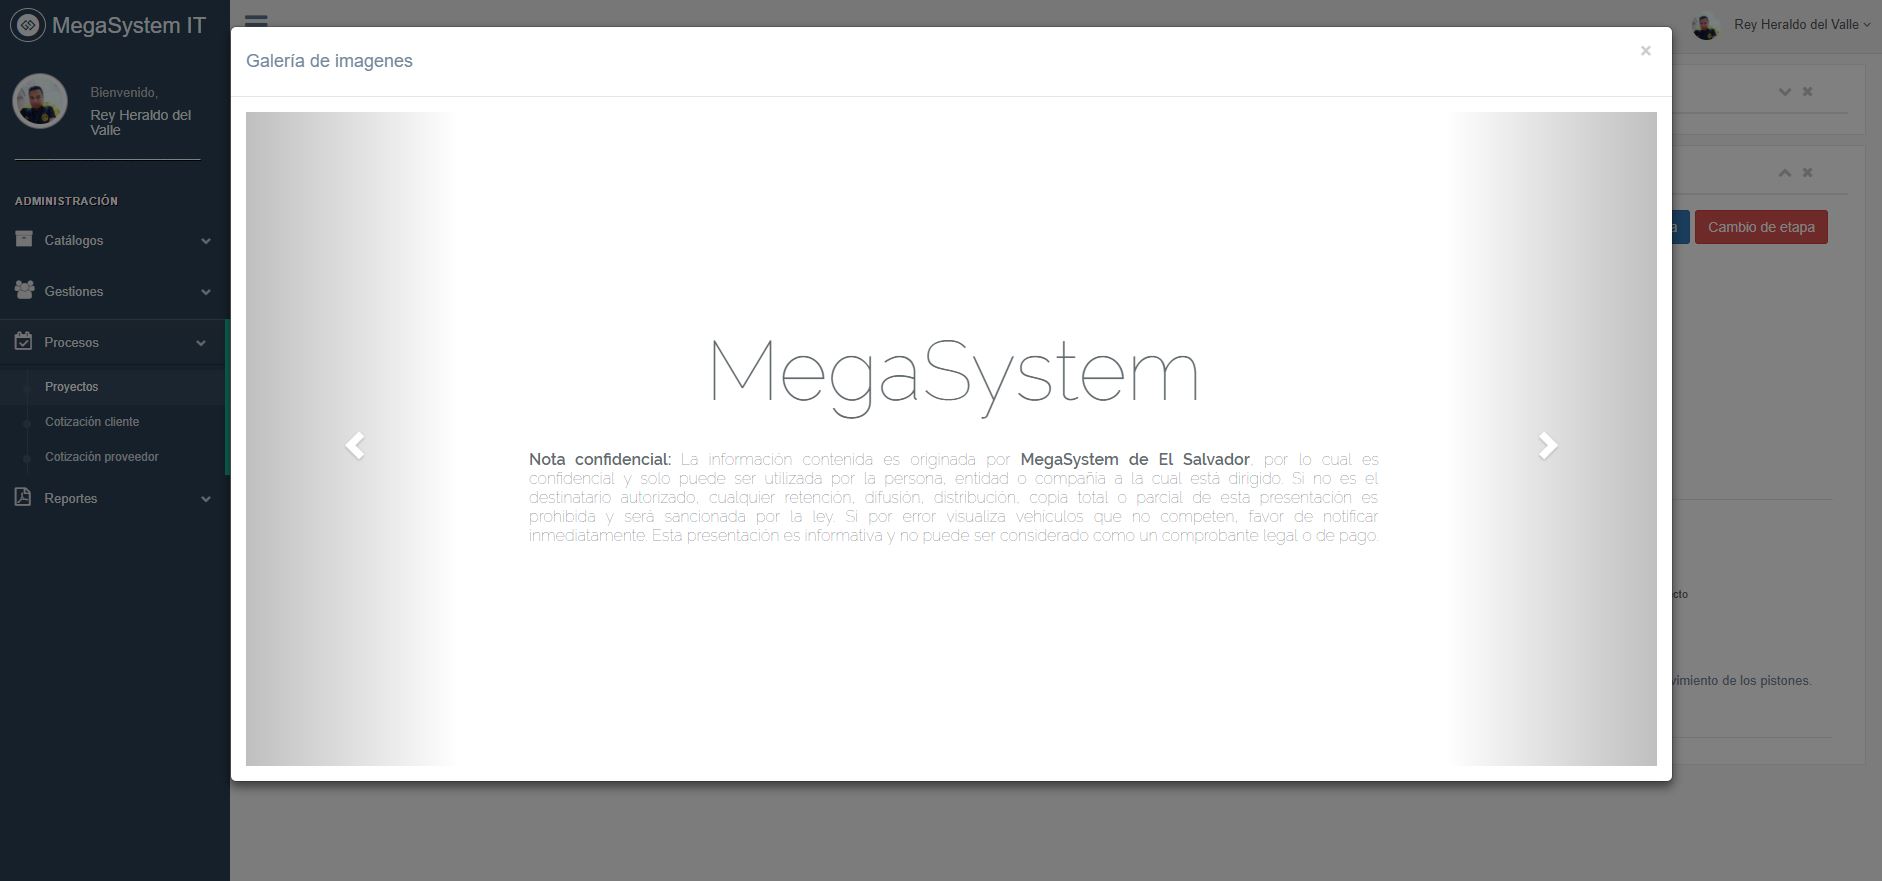 MegaSystem IT
Rey Heraldo del Valle
Galería de imagenes
×
Bienvenido,
Rey Heraldo del
Valle
ADMINISTRACIÓN
Catálogos
Gestiones
Procesos
Proyectos
Cotización cliente
Cotización proveedor
Reportes
a
Cambio de etapa
MegaSystem
Nota confidencial: La información contenida es originada por MegaSystem de El Salvador, por lo cual es
confidencial y solo puede ser utilizada por la persona, entidad o compañia a la cual está dirigido. Si no es el
destinatario autorizado, cualquier retención, difusión, distribución, copia total o parcial de esta presentación es
prohibida y será sancionada por la ley. Si por error visualiza vehiculos que no competen, favor de notificar
inmediatamente. Esta presentación es informativa y no puede ser considerado como un comprobante legal o de pago.
cto
vimiento de los pistones.